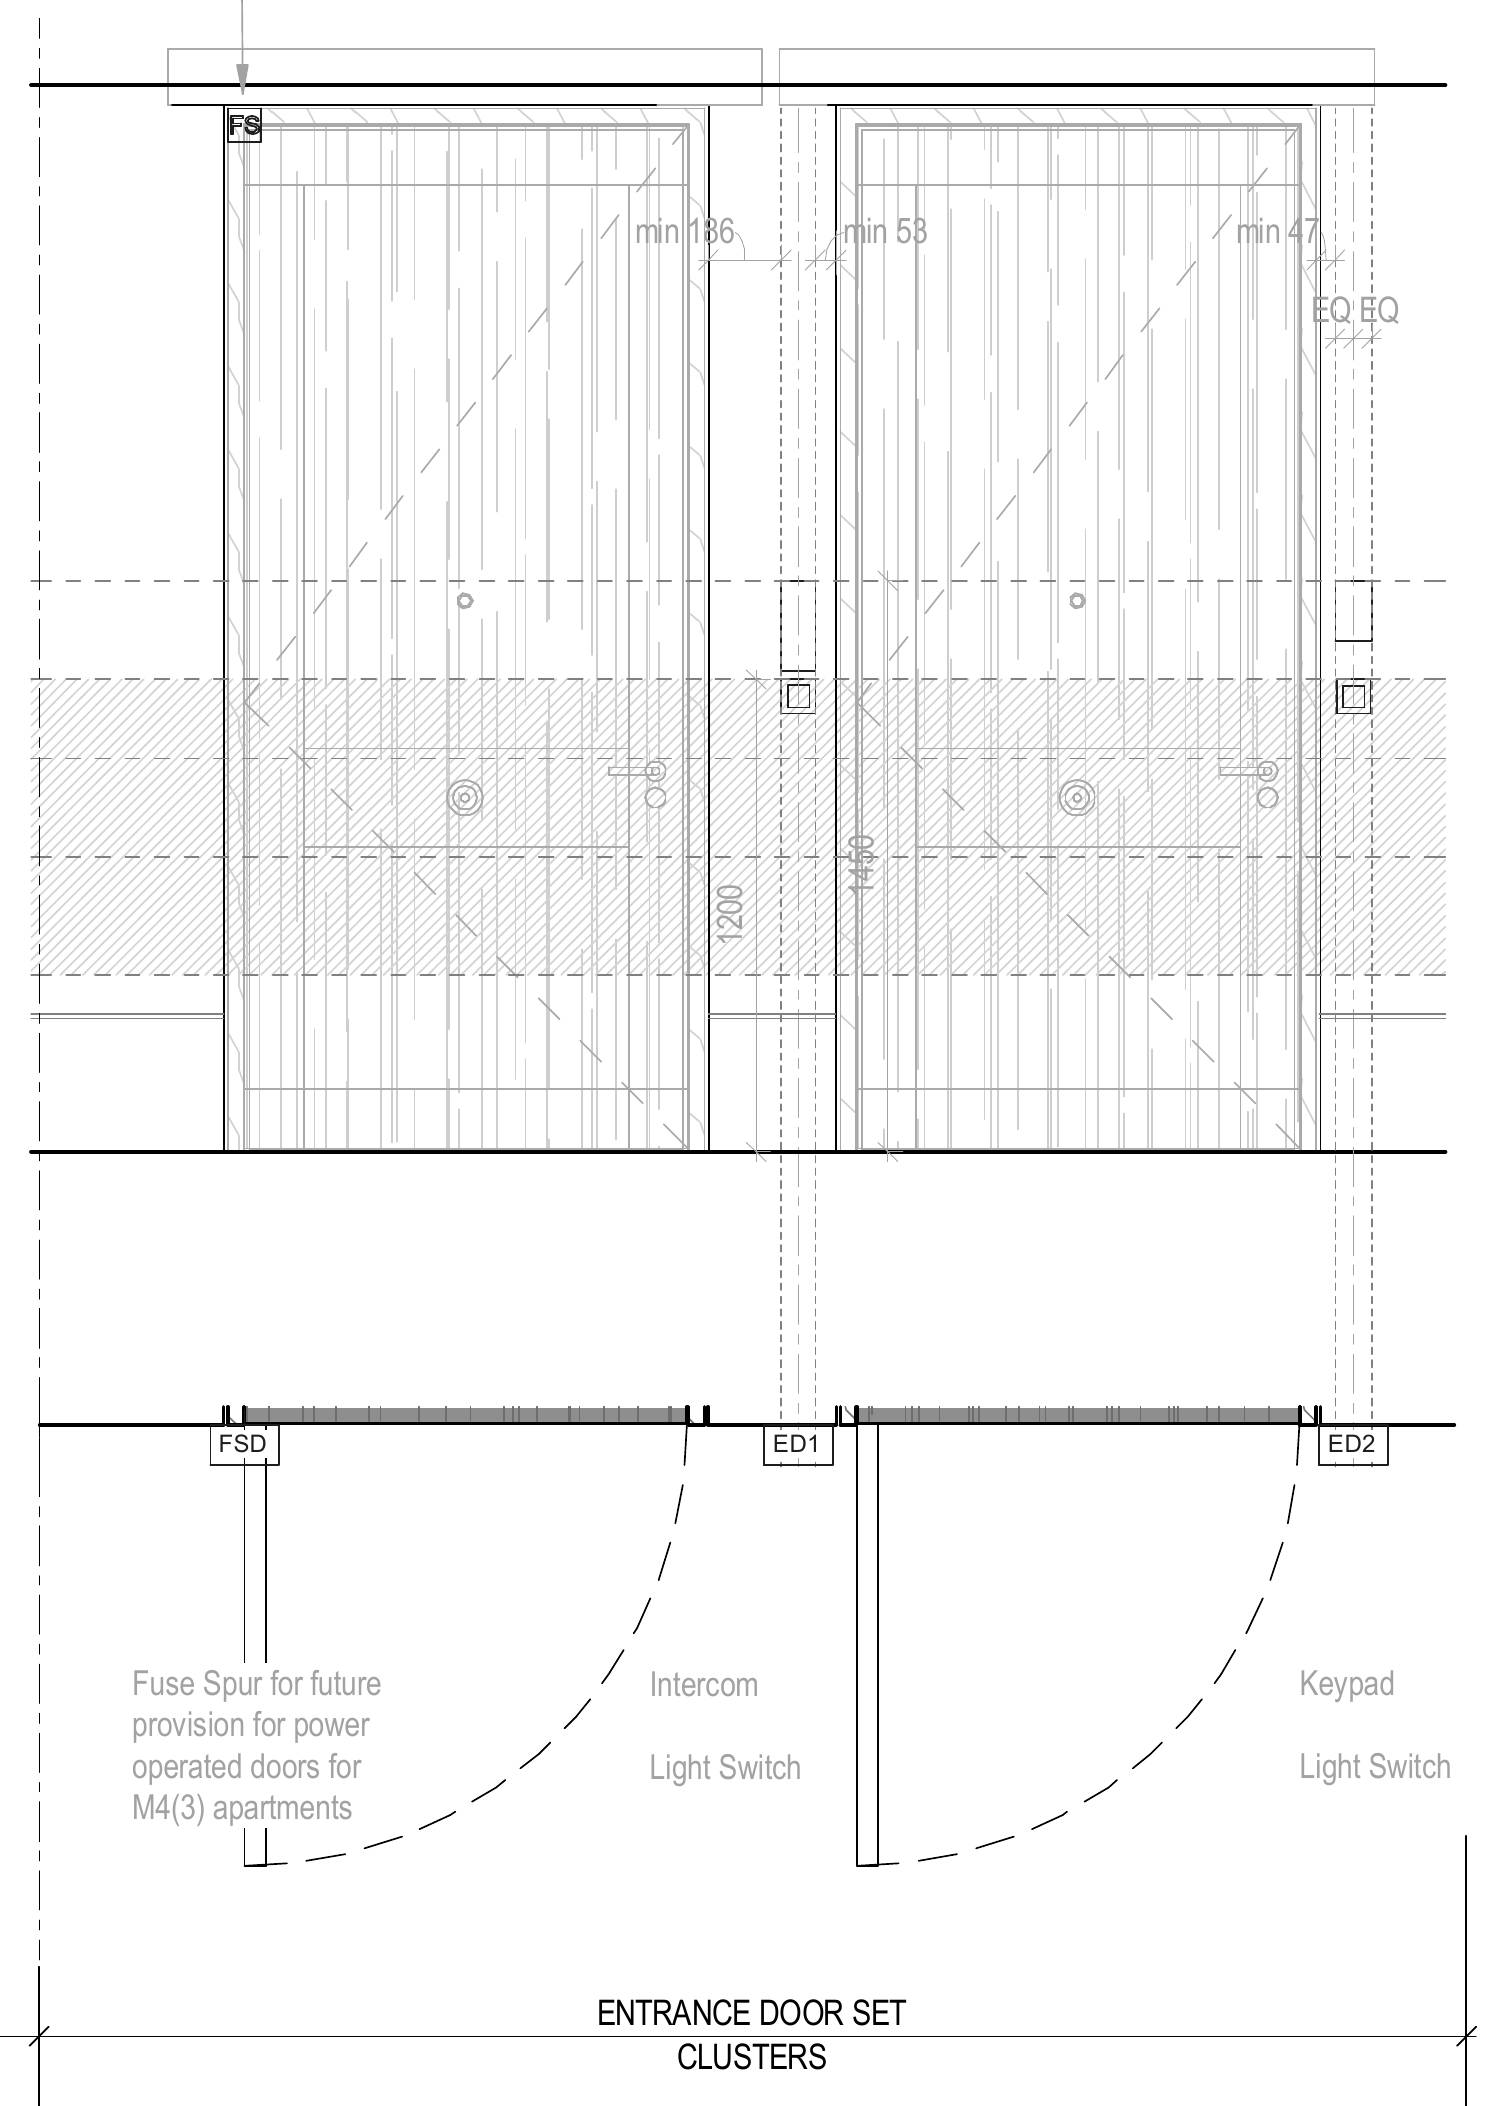 FS
min 186
min 53
min 47
EQ EQ
1450
1200
FSD
ED1
ED2
Fuse Spur for future
provision for power
operated doors for
M4(3) apartments
Intercom
Light Switch
Keypad
Light Switch
ENTRANCE DOOR SET
CLUSTERS